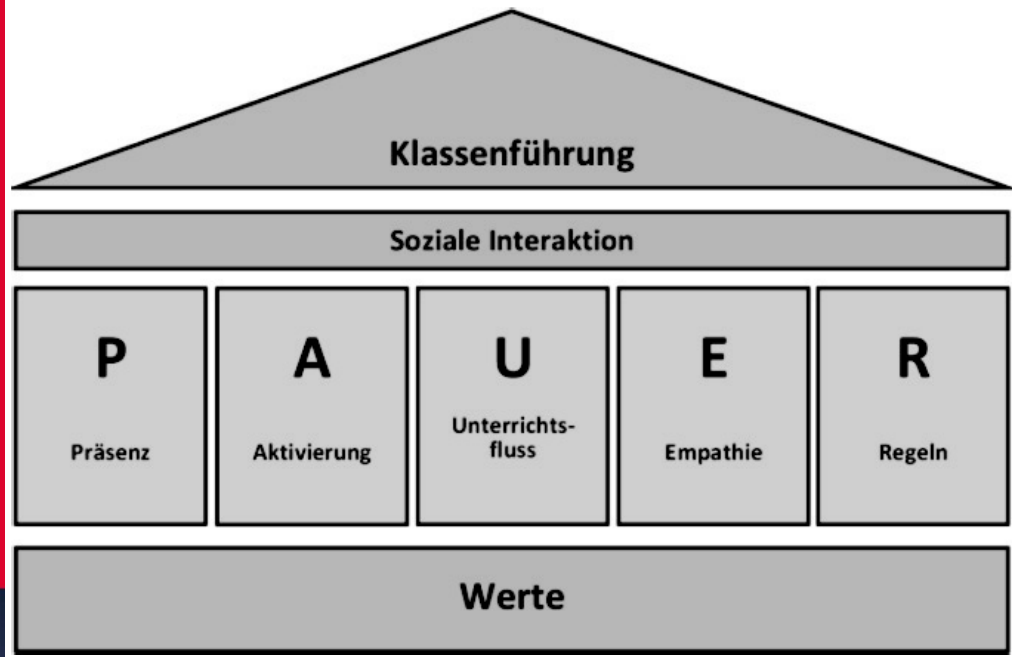 Klassenführung
Soziale Interaktion
P
A
U
E
R
Präsenz
Aktivierung
Unterrichts-
fluss
Empathie
Regeln
Werte